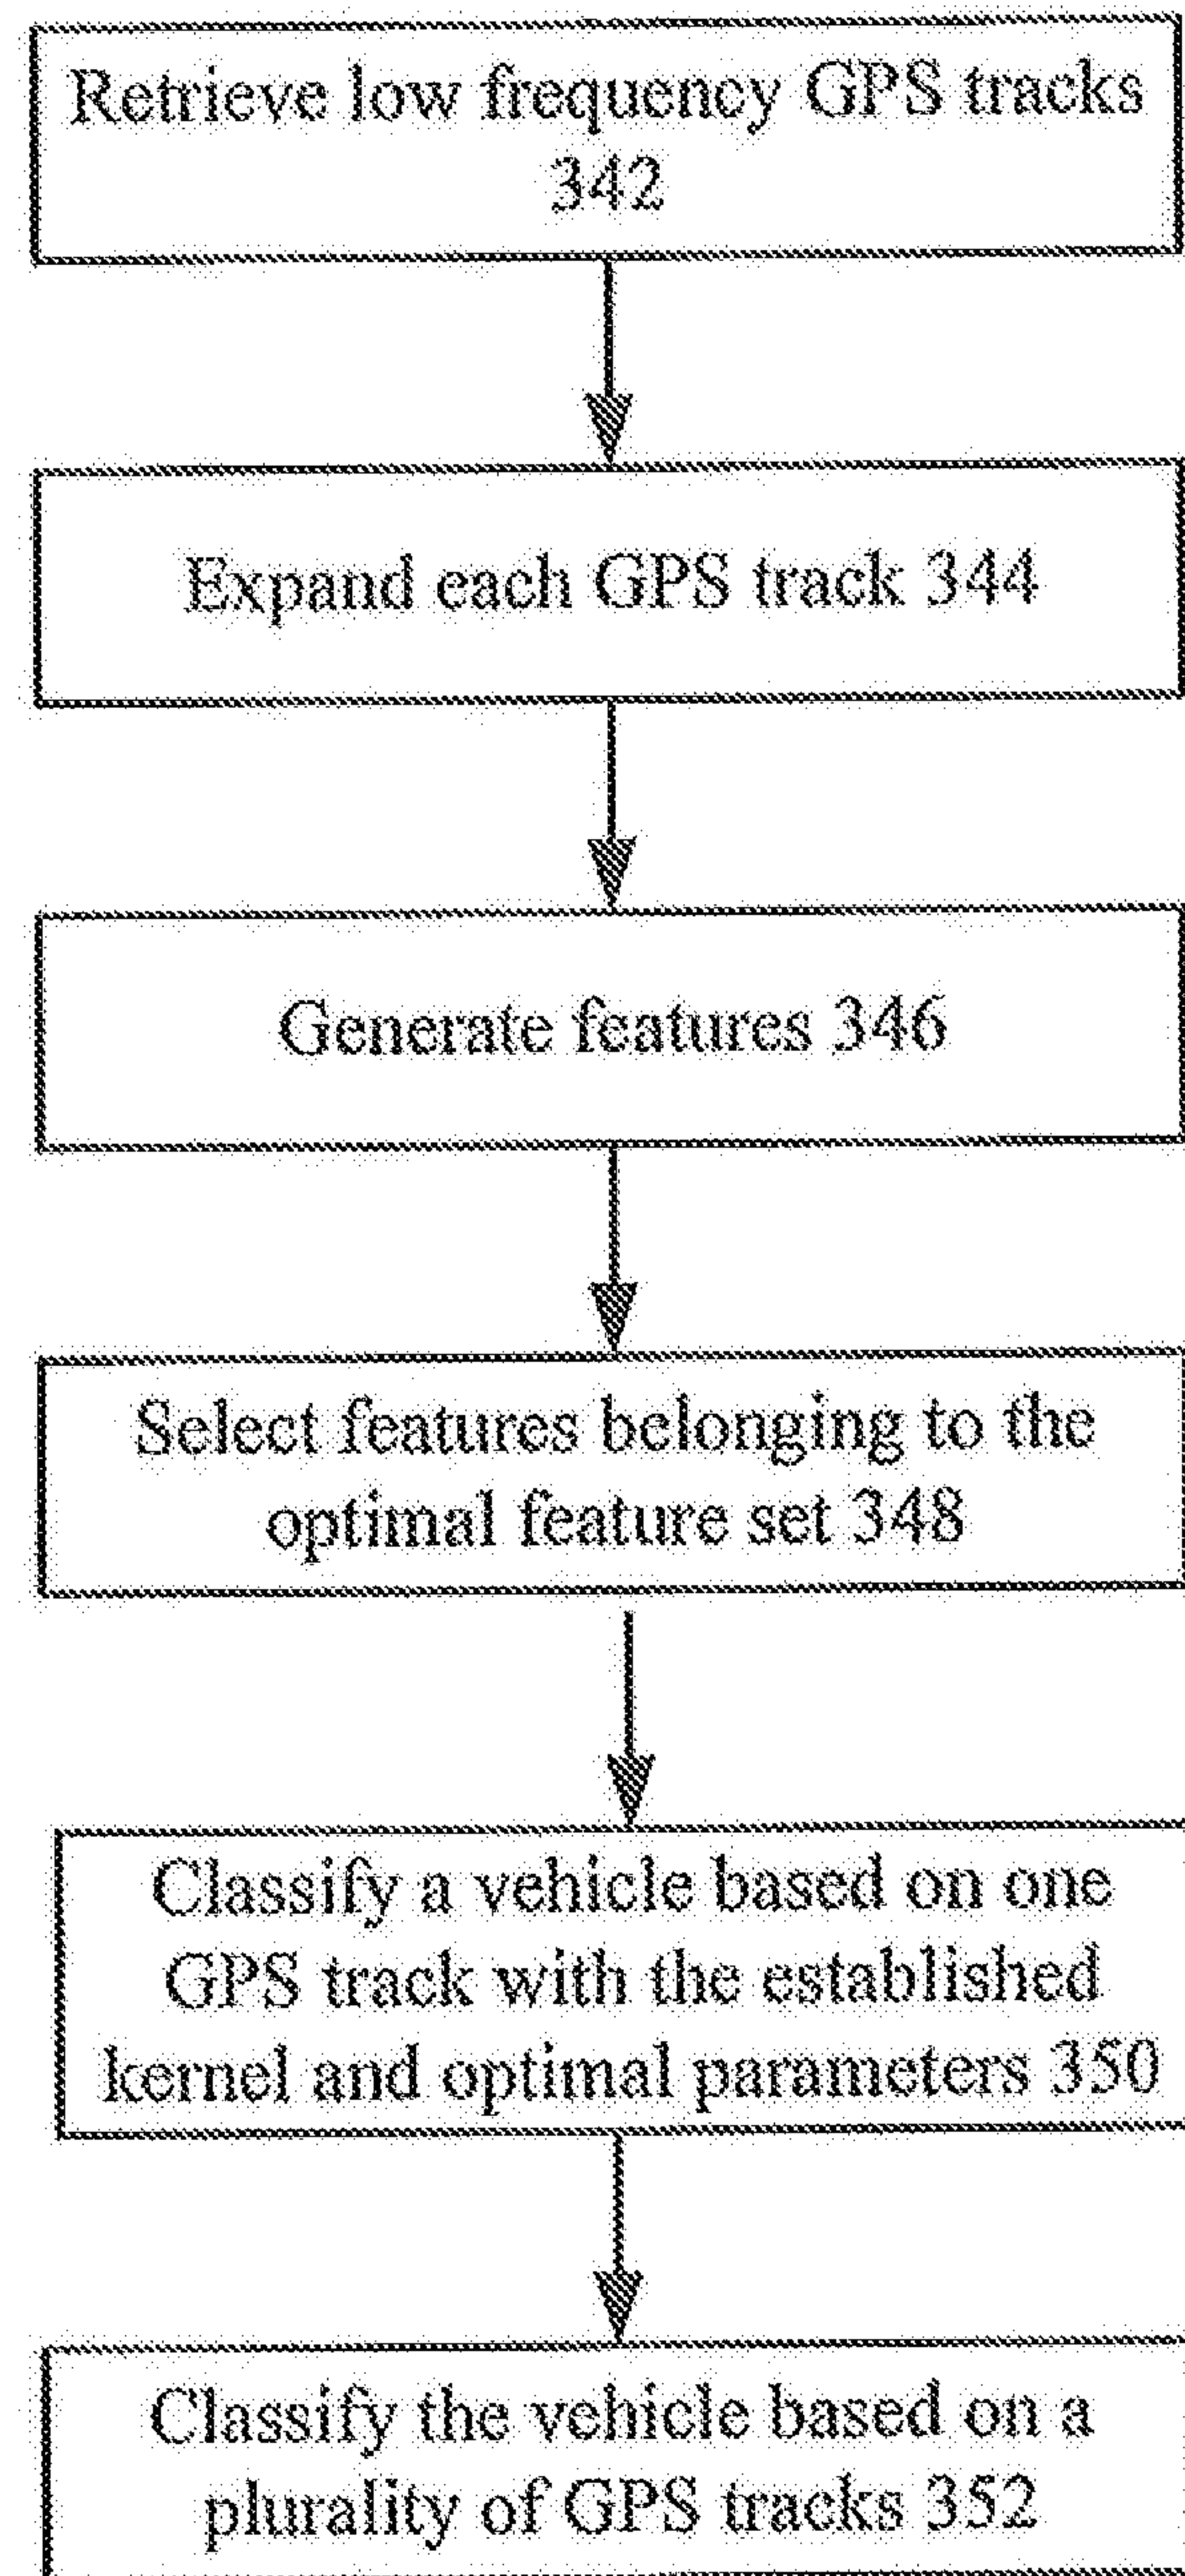 Retrieve low frequency GPS tracks
342
Expand each GPS track 344
Generate features 346
Select features belonging to the
optimal feature set 348
Classify a vehicle based on one
GPS track with the established
kernel and optimal parameters 350
Classify the vehicle based on a
plurality of GPS tracks 352